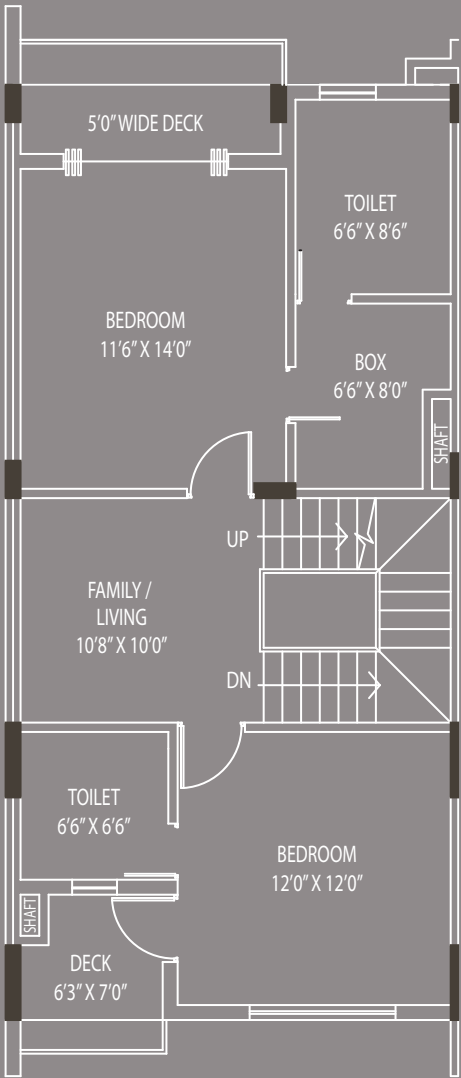 5'0" WIDE DECK
TOILET
6'6" X 8'6"
BEDROOM
11'6" X 14'0"
BOX
6'6" X 8'0"
SHAFT
UP
FAMILY /
LIVING
10'8" X 10'0"
DN
TOILET
6'6" X 6'6"
BEDROOM
12'0" X 12'0"
SHAFT
DECK
6'3" X 7'0"